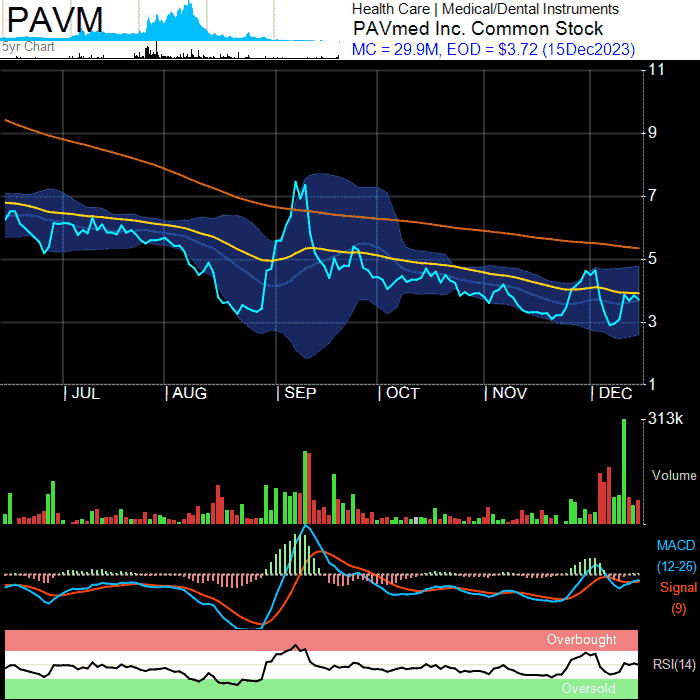 PAVM
5yr Chart
Health Care | Medical/Dental Instruments
PAVmed Inc. Common Stock
MC = 29.9M, EOD = $3.72 (15Dec2023)
11
9
7
5
3
1
| JUL | AUG | SEP | OCT | NOV | DEC
313k
Volume
MACD
(12-26)
Signal
(9)
Overbought
RSI(14)
Oversold